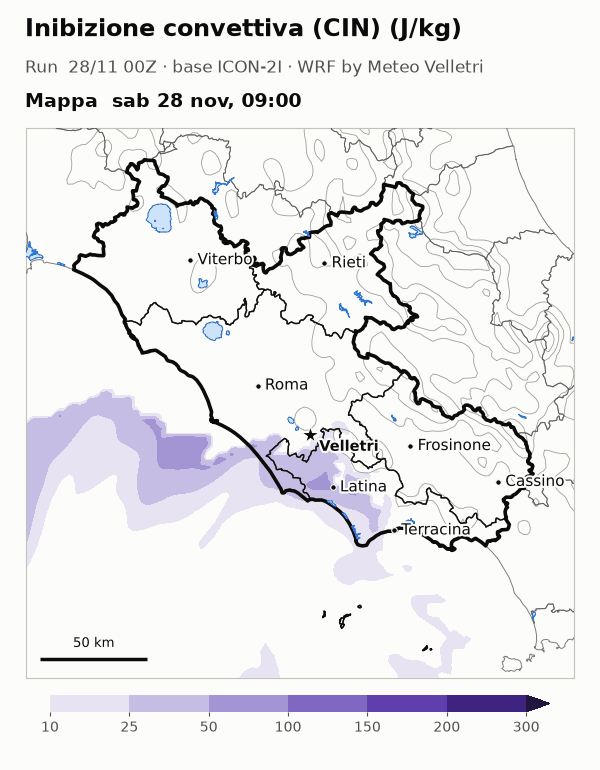 Inibizione convettiva (CIN) (J/kg)
Run  28/11 00Z · base ICON-2I · WRF by Meteo Velletri
Mappa  sab 28 nov, 09:00
Viterbo
Rieti
Roma
Velletri
Frosinone
Latina
Cassino
Terracina
50 km
10 25 50 100 150 200 300